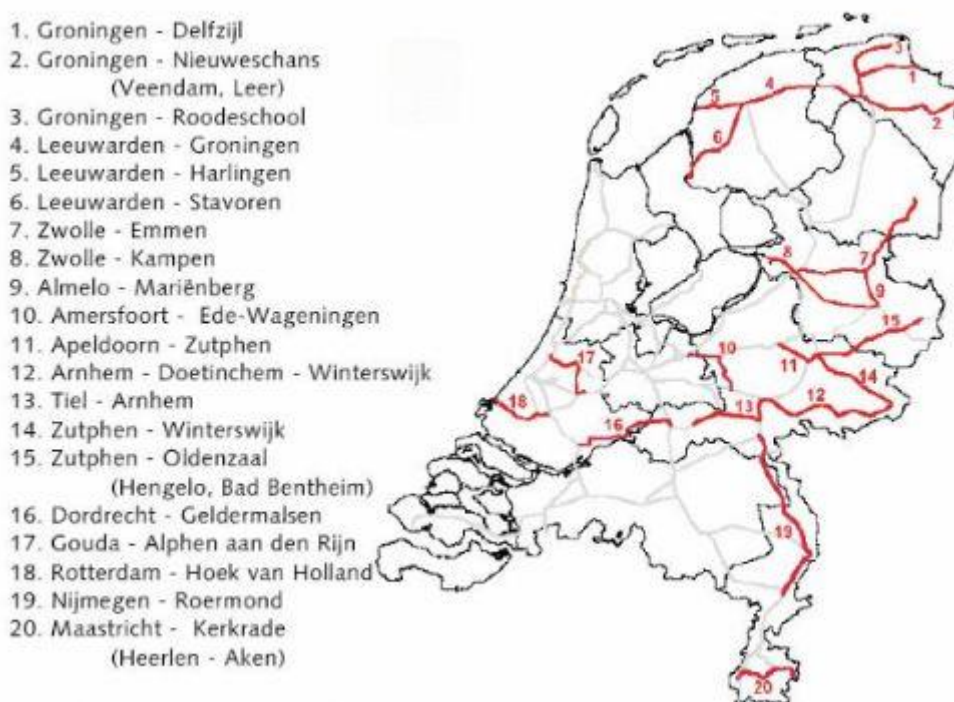 1. Groningen - Delfzijl
2. Groningen - Nieuweschans
(Veendam, Leer)
3. Groningen - Roodeschool
4. Leeuwarden - Groningen
5. Leeuwarden - Harlingen
6. Leeuwarden - Stavoren
7. Zwolle - Emmen
8. Zwolle - Kampen
9. Almelo - Mariënberg
10. Amersfoort - Ede-Wageningen
11. Apeldoorn - Zutphen
12. Arnhem - Doetinchem - Winterswijk
13. Tiel - Arnhem
14. Zutphen - Winterswijk
15. Zutphen - Oldenzaal
(Hengelo, Bad Bentheim)
16. Dordrecht - Geldermalsen
17. Gouda - Alphen aan den Rijn
18. Rotterdam - Hoek van Holland
19. Nijmegen - Roermond
20. Maastricht - Kerkrade
(Heerlen - Aken)
3
1
4
5
2
6
8
7
9
15
17
10
11
14
18
12
13
16
19
20